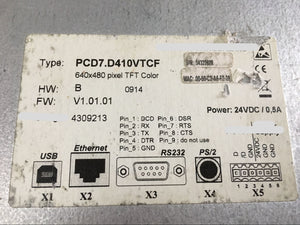 Type: PCD7.D410VTCF
640x480 pixel TFT Color
HW: B 0914
FW: V1.01.01
Power: 24VDC / 0,5A
4309213
Pin_1 : DCD Pin_6 : DSR
Pin_2 : RX Pin_7 : RTS
Pin_3 : TX Pin_8 : CTS
Pin_4 : DTR Pin_9 : do not use
Pin_5 : GND
USB Ethernet RS232 PS/2
X1 X2 X3 X4 X5